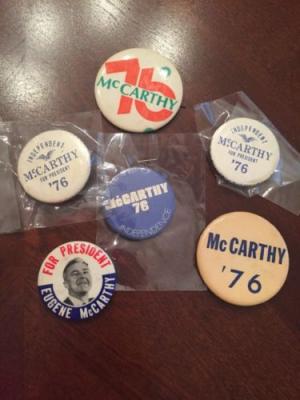 76
McCARTHY
INDEPENDENT
McCARTHY
FOR PRESIDENT
'76
INDEPENDENT
McCARTHY
FOR PRESIDENT
'76
McCARTHY
76
INDEPENDENCE
FOR PRESIDENT
EUGENE McCARTHY
McCARTHY
'76